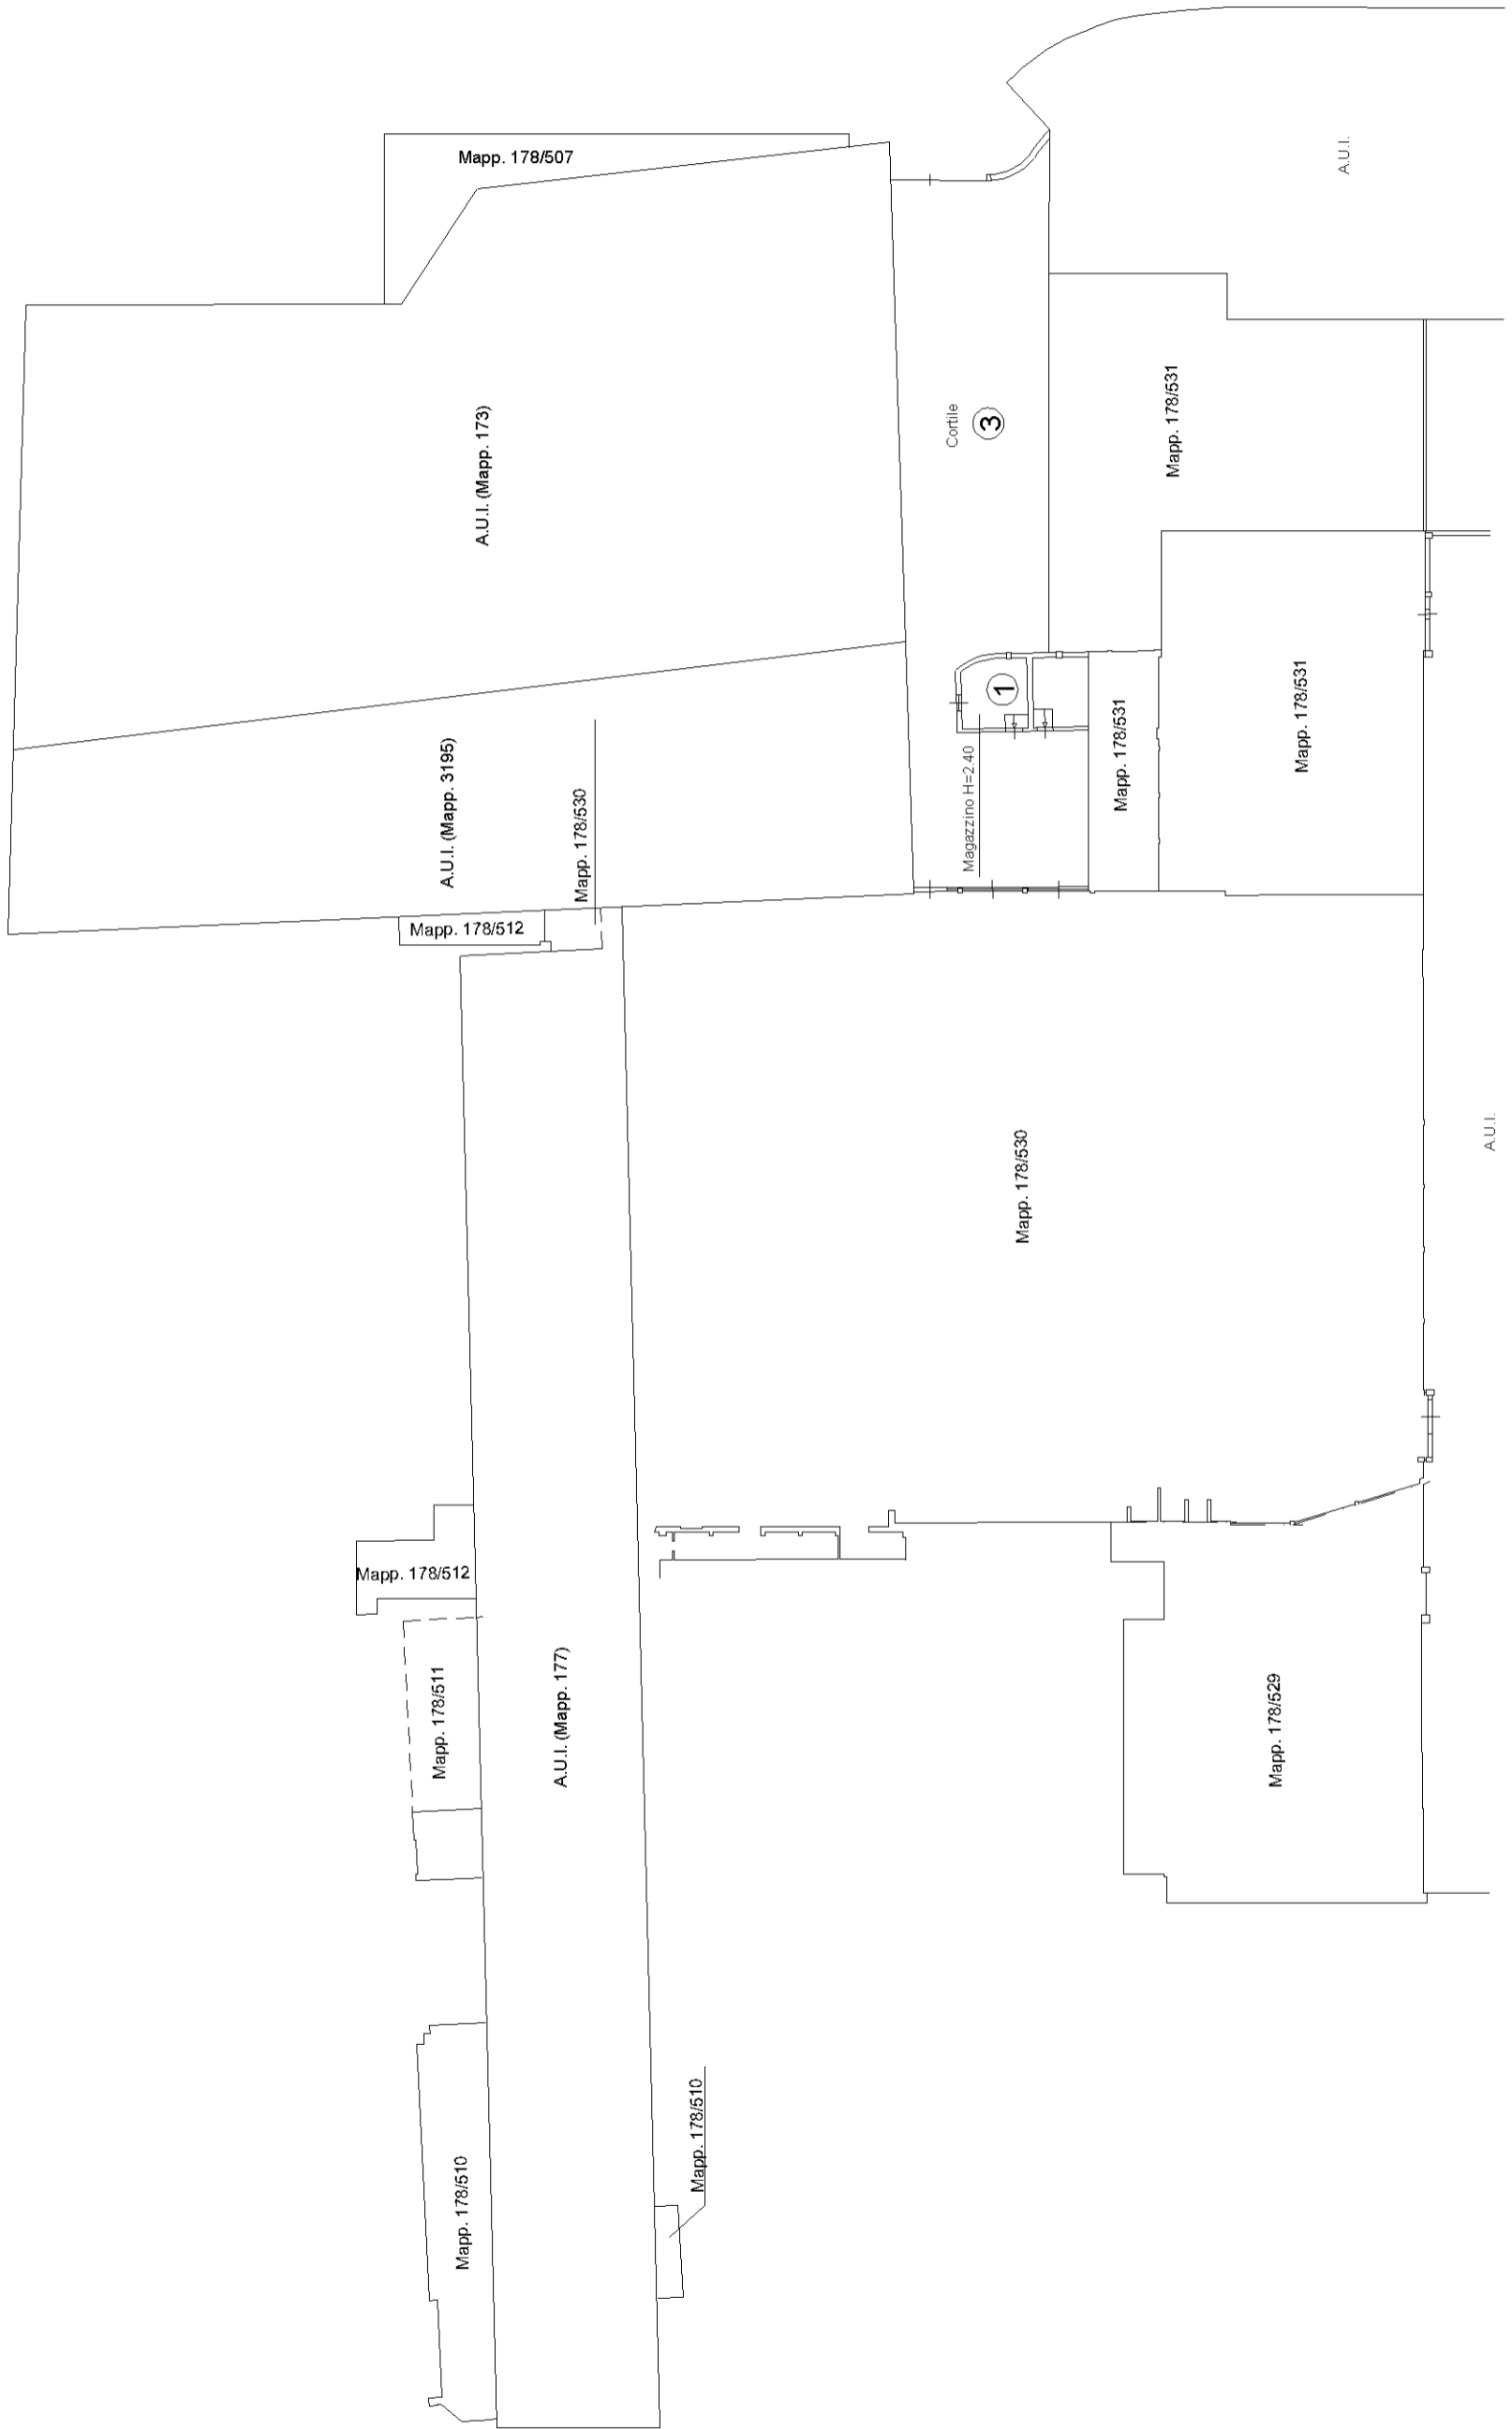 Mapp. 178/507
A.U.I.
A.U.I. (Mapp. 173)
Cortile
3
Mapp. 178/531
1
Mapp. 178/531
Mapp. 178/531
A.U.I. (Mapp. 3195)
Mapp. 178/530
Magazzino H=2.40
Mapp. 178/512
Mapp. 178/530
A.U.I.
Mapp. 178/512
Mapp. 178/511
A.U.I. (Mapp. 177)
Mapp. 178/529
Mapp. 178/510
Mapp. 178/510